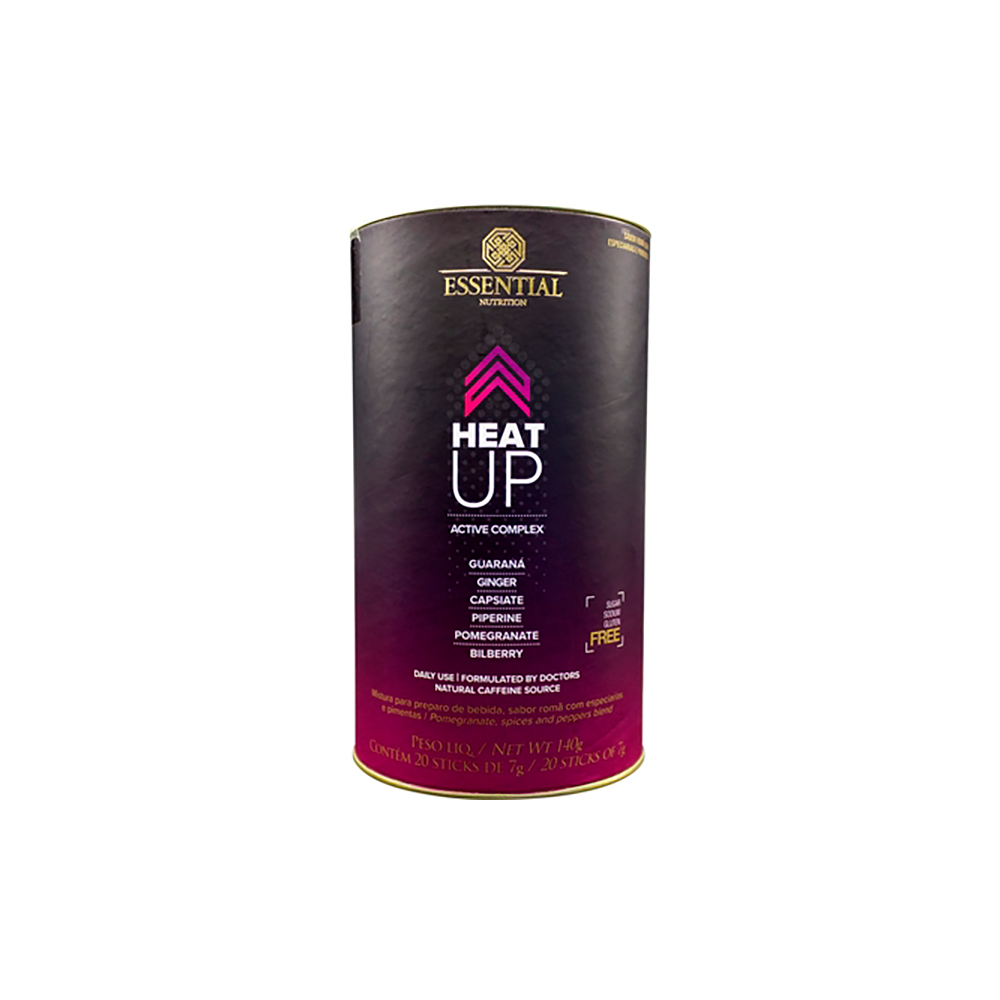 ESSENTIAL
NUTRITION
HEAT
UP
ACTIVE COMPLEX
GUARANÁ
GINGER
CAPSIATE
PIPERINE
POMEGRANATE
BILBERRY
SUGAR
SODIUM
GLUTEN
FREE
DAILY USE | FORMULATED BY DOCTORS
NATURAL CAFFEINE SOURCE
Mistura para preparo de bebida, sabor romã com especiarias
e pimentas / Pomegranate, spices and peppers blend
PESO LIQ. / NET WT 140g
CONTÉM 20 STICKS DE 7g / 20 STICKS OF 7g